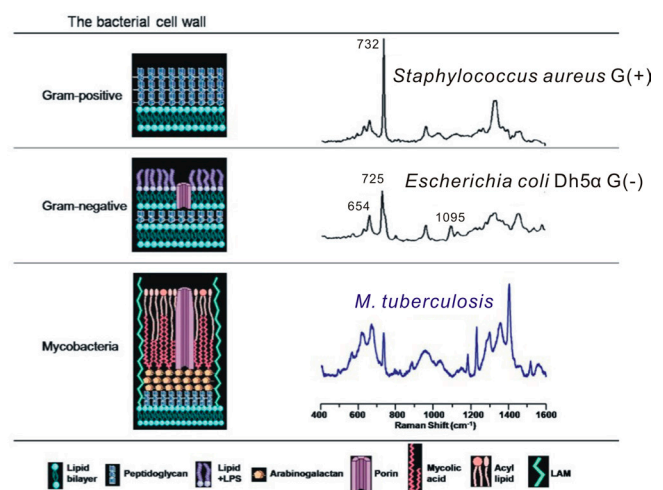 The bacterial cell wall
732
Staphylococcus aureus G(+)
Gram-positive
725
Escherichia coli Dh5α G(-)
654
1095
Gram-negative
M. tuberculosis
Mycobacteria
400 600 800 1000 1200 1400 1600
Raman Shift (cm-1)
Lipid bilayer
Peptidoglycan
Lipid +LPS
Arabinogalactan
Porin
Mycolic acid
Acyl lipid
LAM